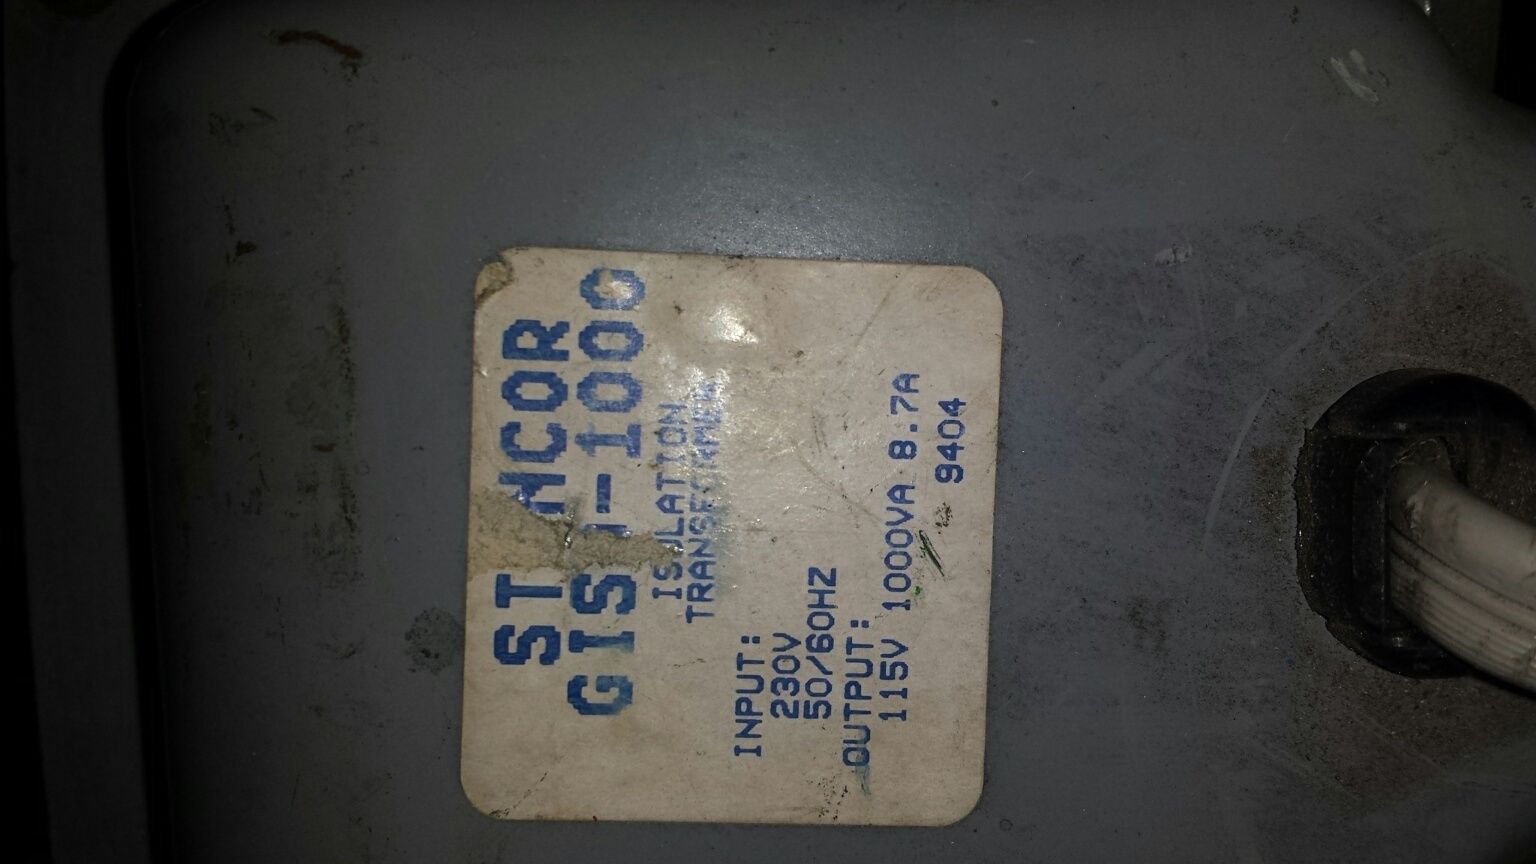 ST NCOR
GIS -1000
ISOLATION
TRANSFORMER
INPUT:
230V
50/60HZ
OUTPUT:
115V 1000VA 8.7A
9404